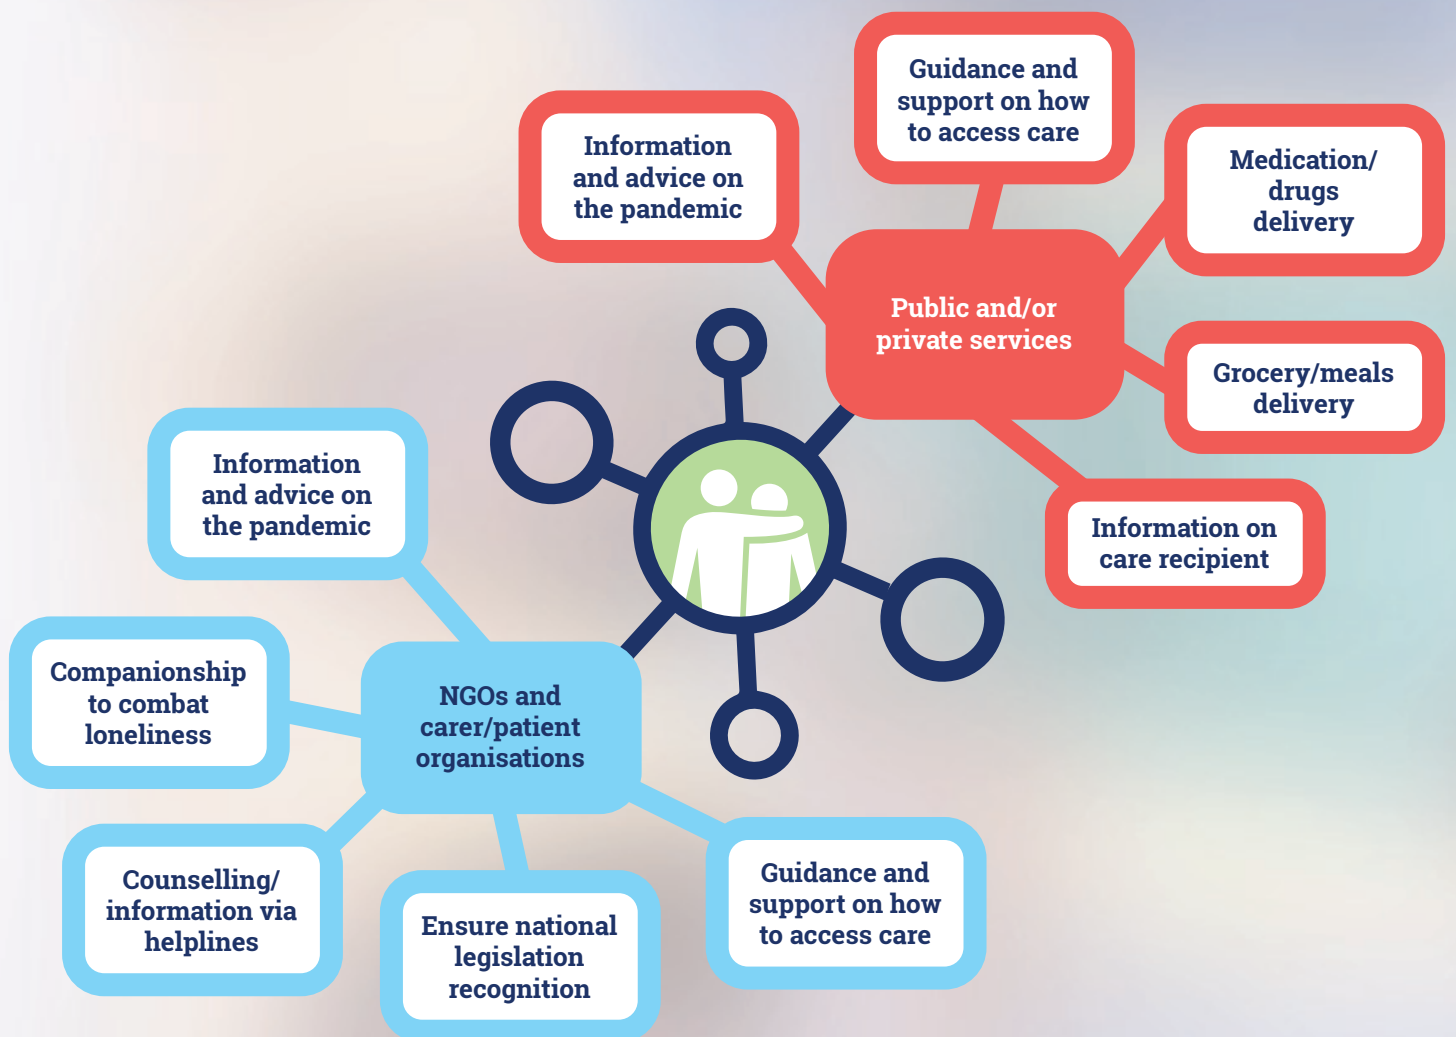 Guidance and
support on how
to access care
Information
and advice on
the pandemic
Medication/
drugs
delivery
Public and/or
private services
Grocery/meals
delivery
Information on
care recipient
Information
and advice on
the pandemic
Companionship
to combat
loneliness
NGOs and
carer/patient
organisations
Counselling/
information via
helplines
Ensure national
legislation
recognition
Guidance and
support on how
to access care